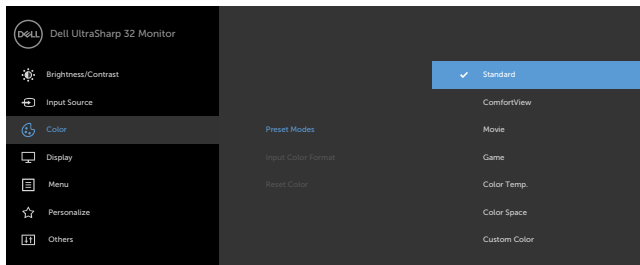 DELL Dell UltraSharp 32 Monitor
Brightness/Contrast
Input Source
Color
Display
Menu
Personalize
Others
Preset Modes
Input Color Format
Reset Color
Standard
ComfortView
Movie
Game
Color Temp.
Color Space
Custom Color